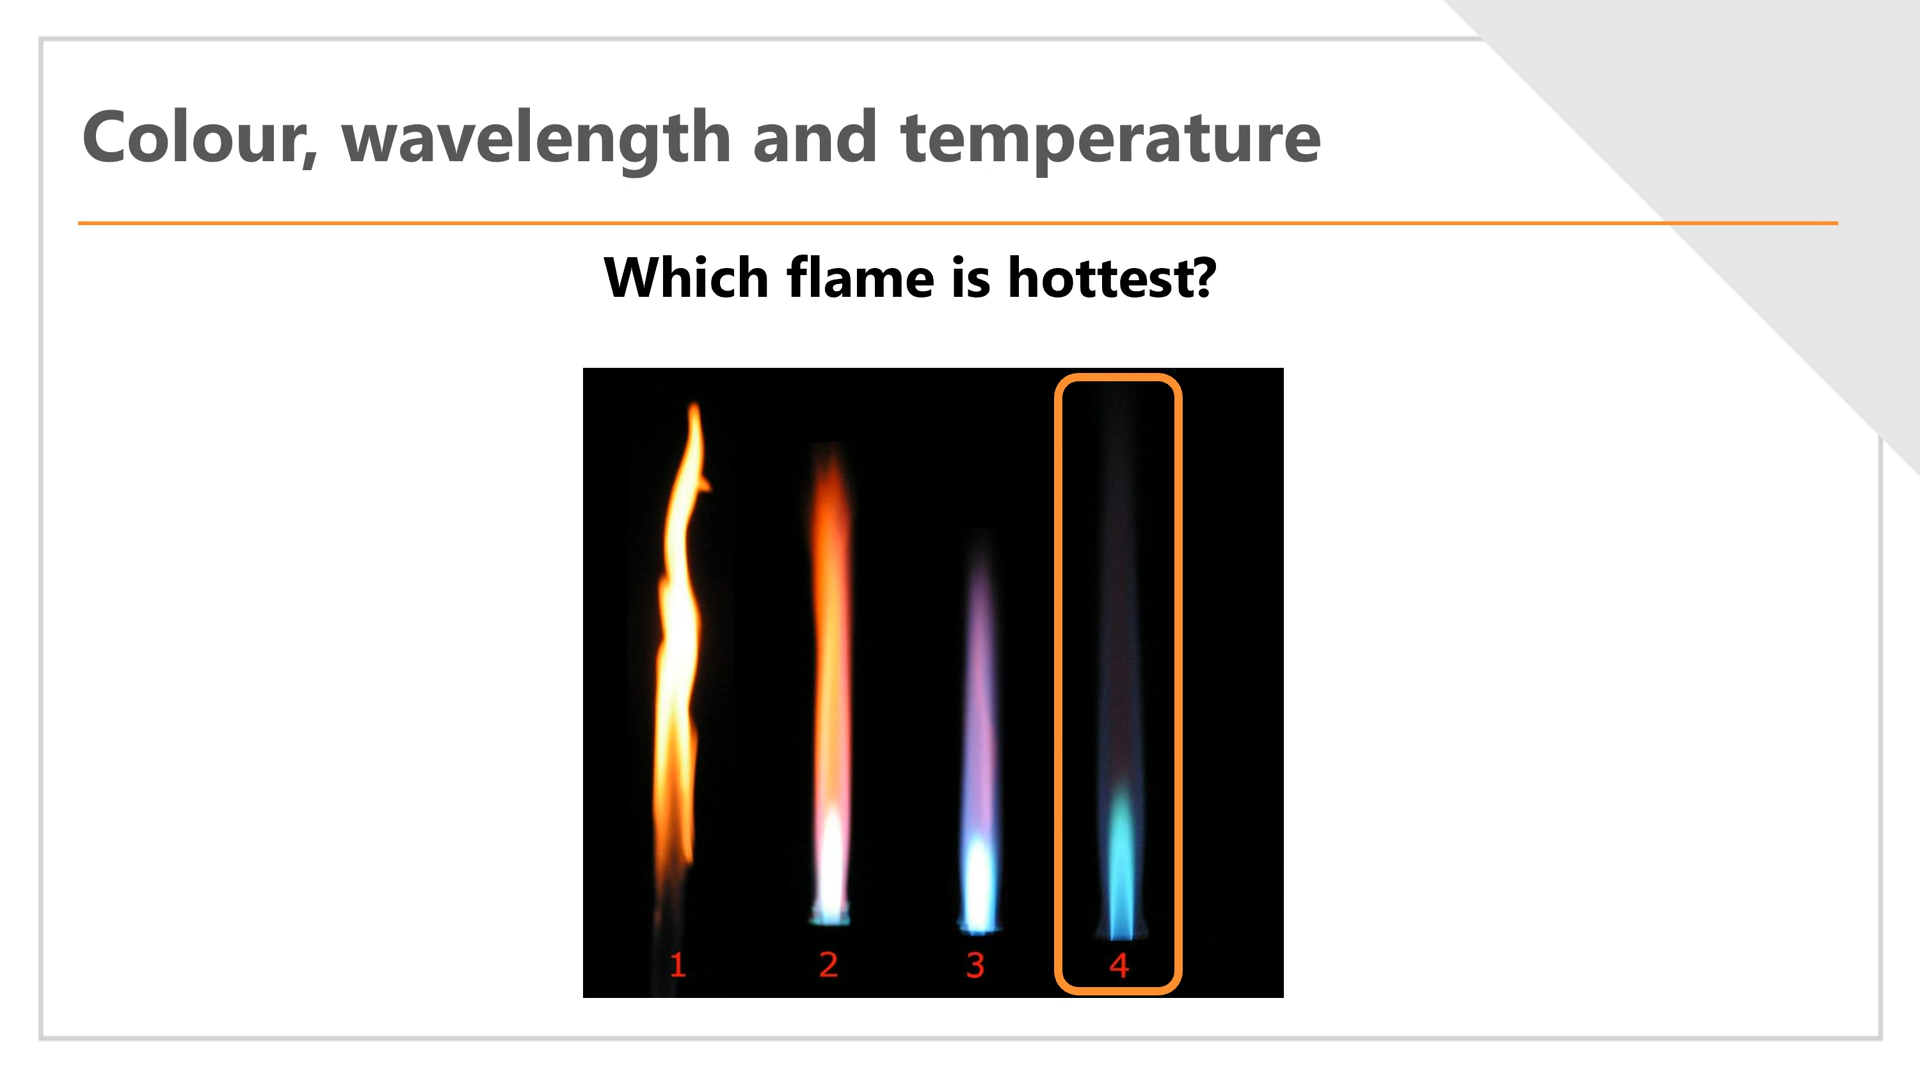 Colour, wavelength and temperature
Which flame is hottest?
1 2 3 4